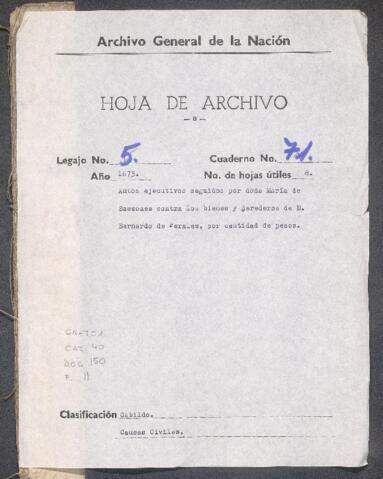 Archivo General de la Nación
HOJA DE ARCHIVO
Legajo No. 5. Cuaderno No. 71.
Año 1673. No. de hojas útiles 8.
Autos ejecutivos seguidos por doña María de
contra los bienes y herederos de D.
Bernardo de Perales, por cantidad de pesos.
CAJ 40
DOC 150
F. 11
Clasificación Cabildo.
Causas Civiles.